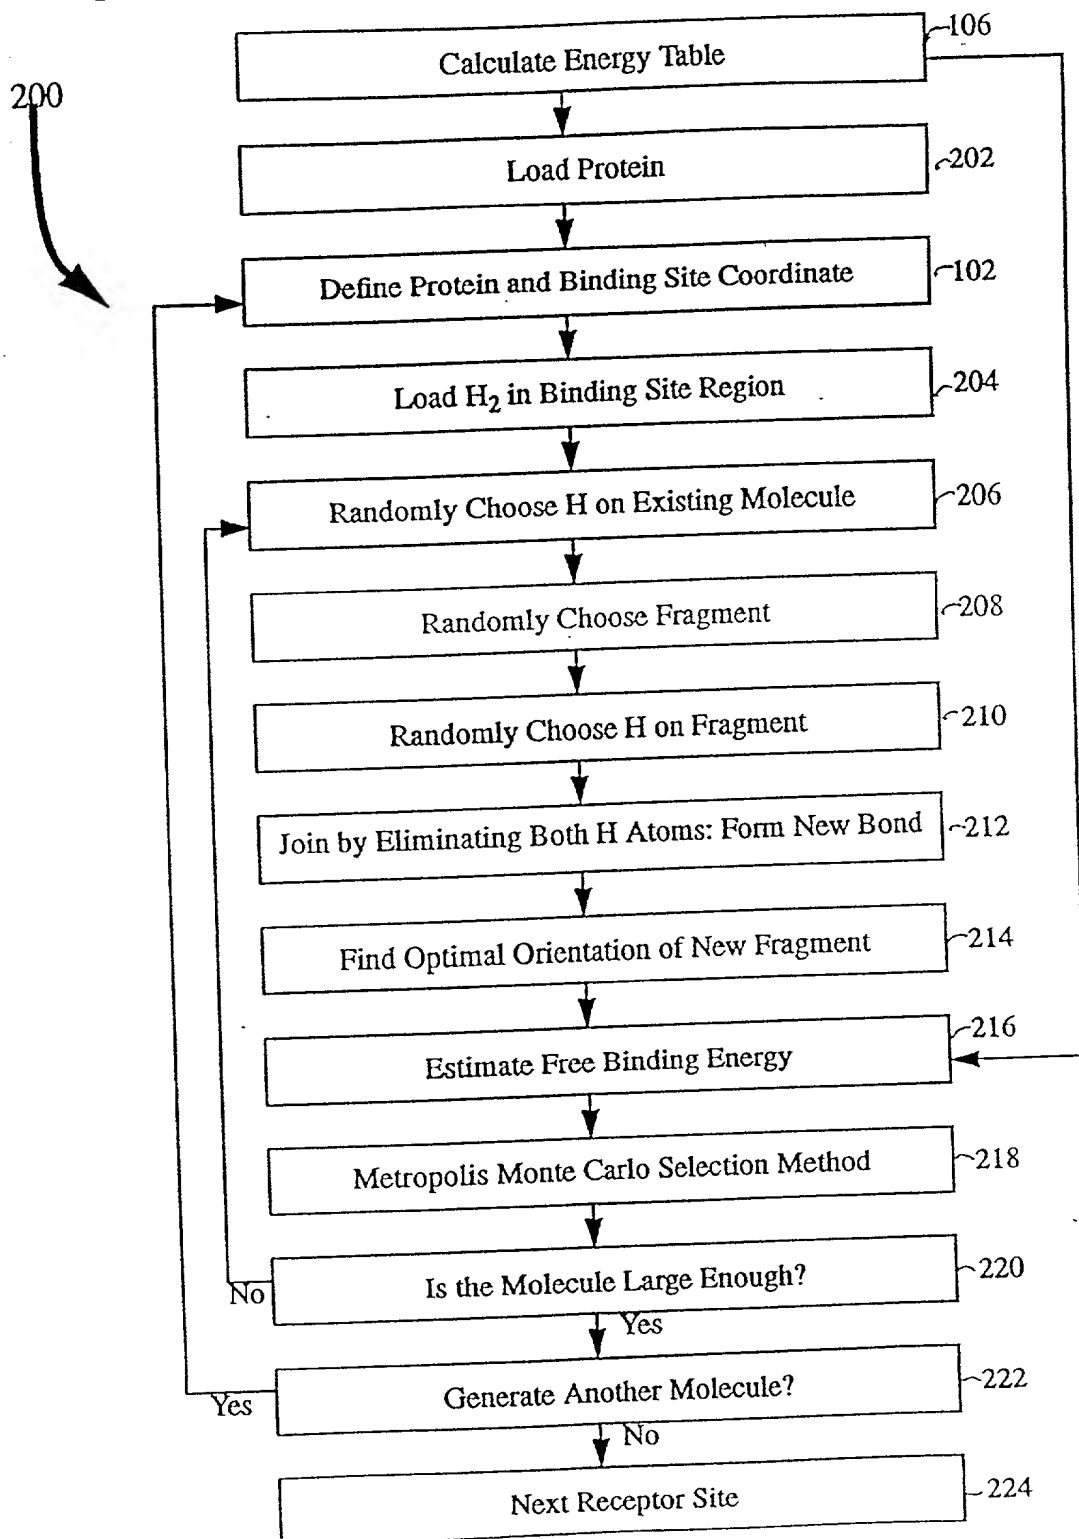 106
Calculate Energy Table
200
Load Protein
202
Define Protein and Binding Site Coordinate
102
Load H₂ in Binding Site Region
204
Randomly Choose H on Existing Molecule
206
Randomly Choose Fragment
208
Randomly Choose H on Fragment
210
Join by Eliminating Both H Atoms: Form New Bond
212
Find Optimal Orientation of New Fragment
214
216
Estimate Free Binding Energy
Metropolis Monte Carlo Selection Method
218
Is the Molecule Large Enough?
220
No
Yes
Generate Another Molecule?
222
Yes
No
Next Receptor Site
224